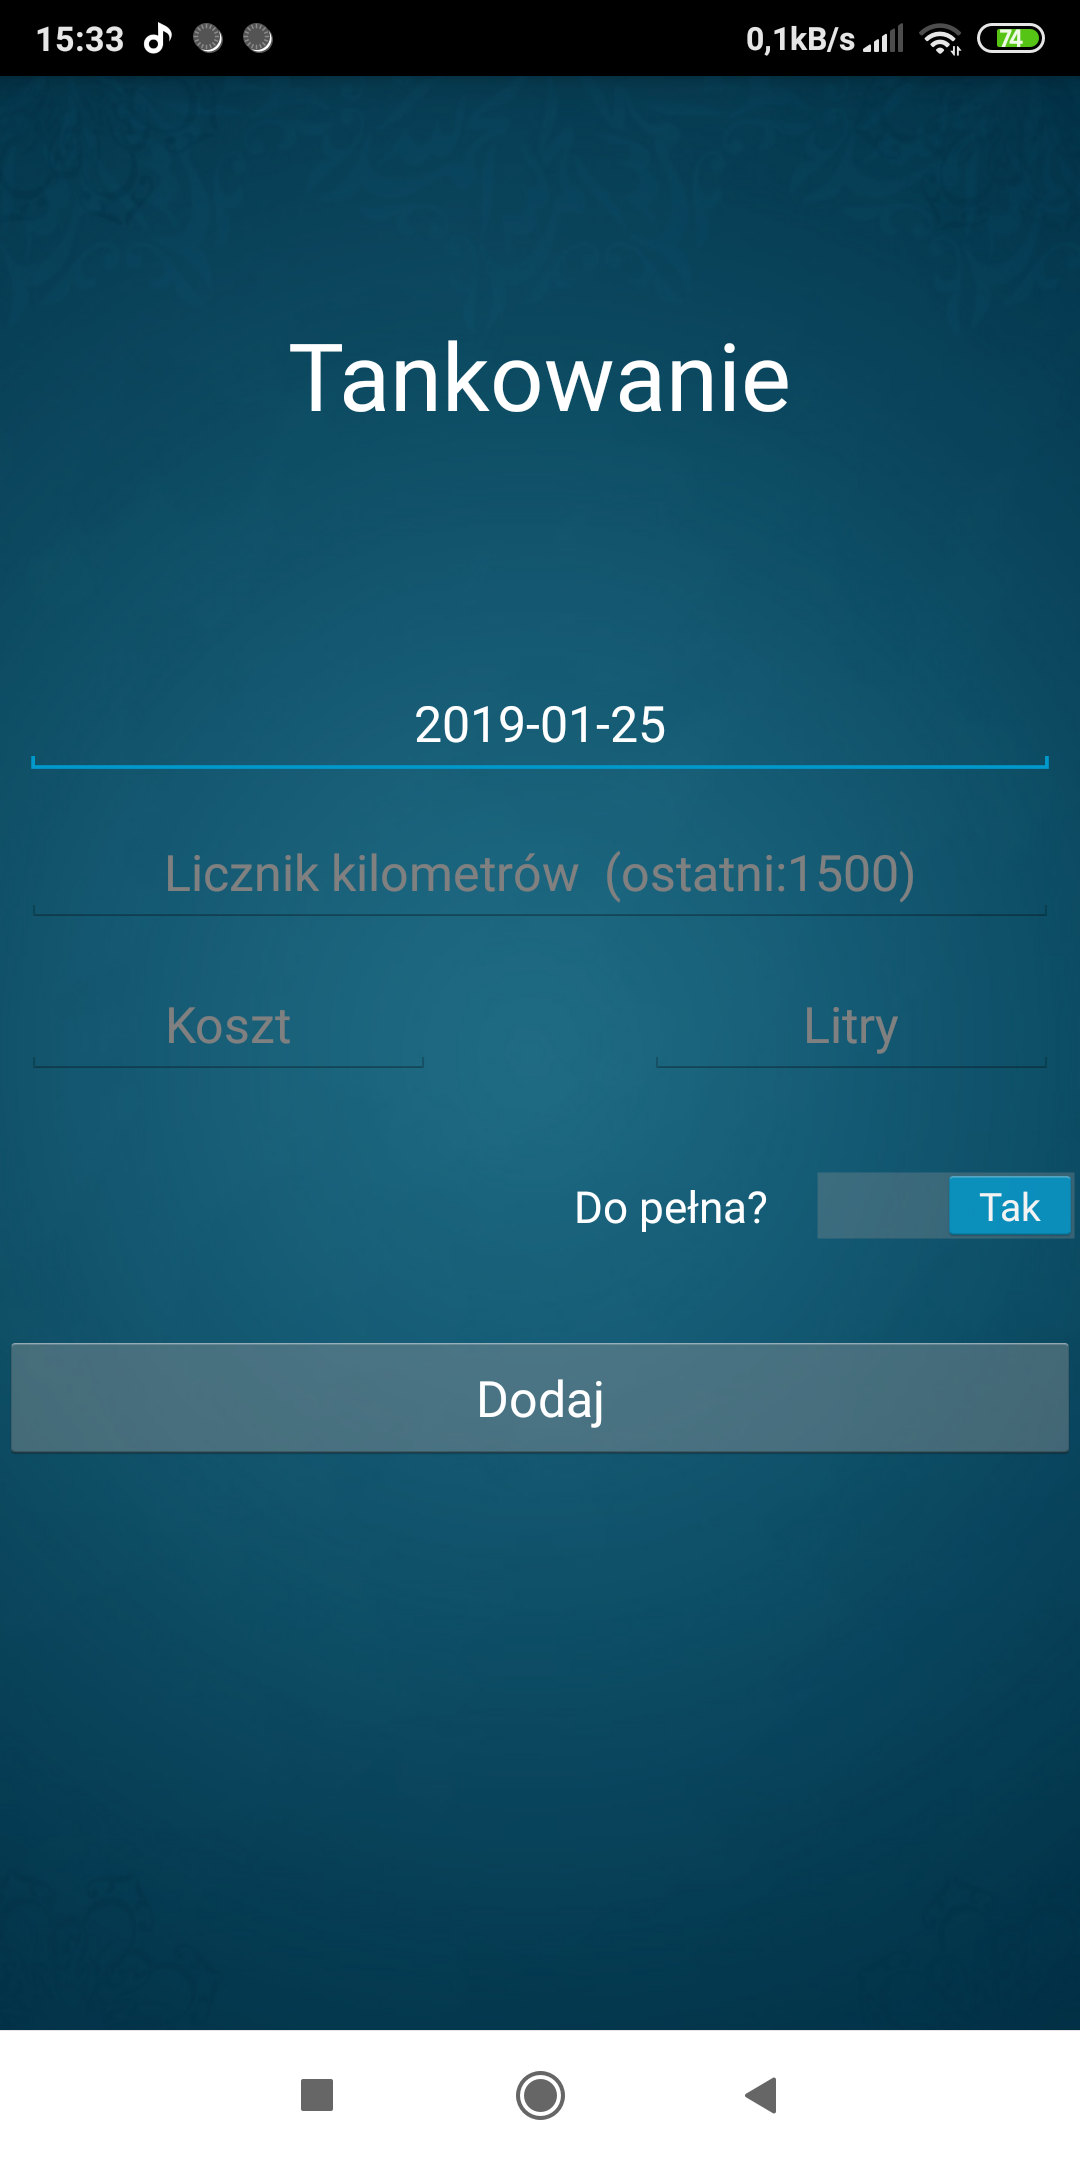 15:33 0,1kB/s 74
Tankowanie
2019-01-25
Licznik kilometrów (ostatni:1500)
Koszt Litry
Do pełna? Tak
Dodaj